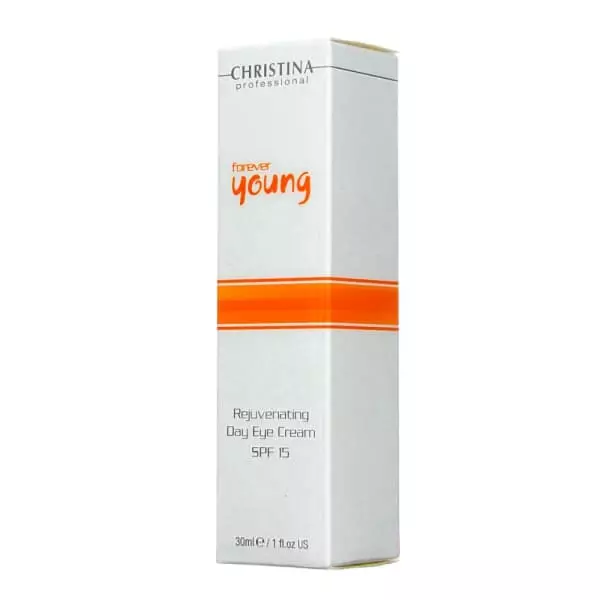 CHRISTINA
professional
forever
young
Rejuvenating
Day Eye Cream
SPF 15
30ml℮ / 1 fl.oz US